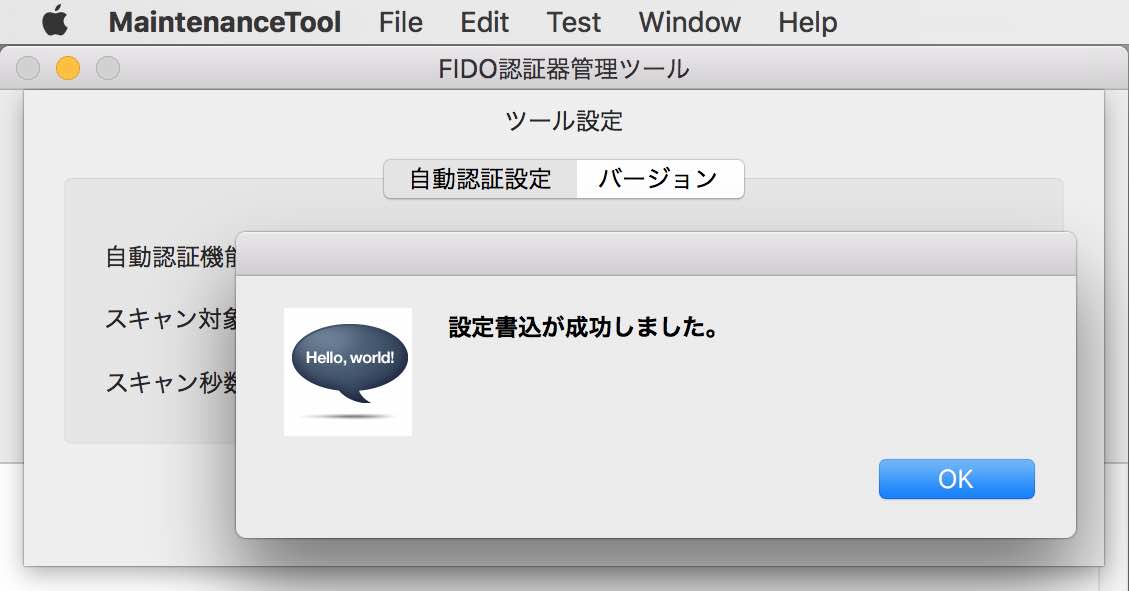 MaintenanceTool File Edit Test Window Help
FIDO認証器管理ツール
ツール設定
自動認証設定 バージョン
自動認証機
スキャン対
スキャン秒
Hello, world!
設定書込が成功しました。
OK